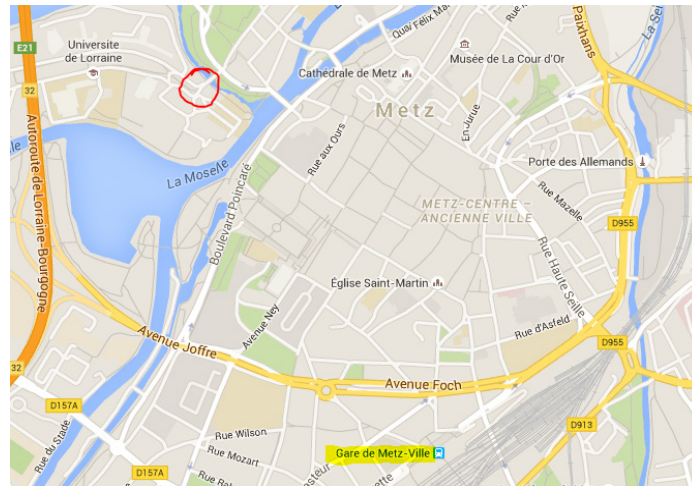 E21
Universite
de Lorraine
32
Autoroute de Lorraine-Bourgogne
La Moselle
Boulevard Poincaré
Quai Félix Ma
Cathédrale de Metz
Musée de La Cour d'Or
Metz
En Jurue
Rue aux Ours
Paixhans
La Sei
Porte des Allemands
Rue Mazelle
METZ-CENTRE -
ANCIENNE VILLE
D955
Rue Haute Seille
Église Saint-Martin
Rue d'Asfeld
Avenue Ney
Avenue Joffre
Avenue Foch
D955
32
D157A
D913
Rue du Stade
Rue Wilson
Rue Mozart
Gare de Metz-Ville
D157A